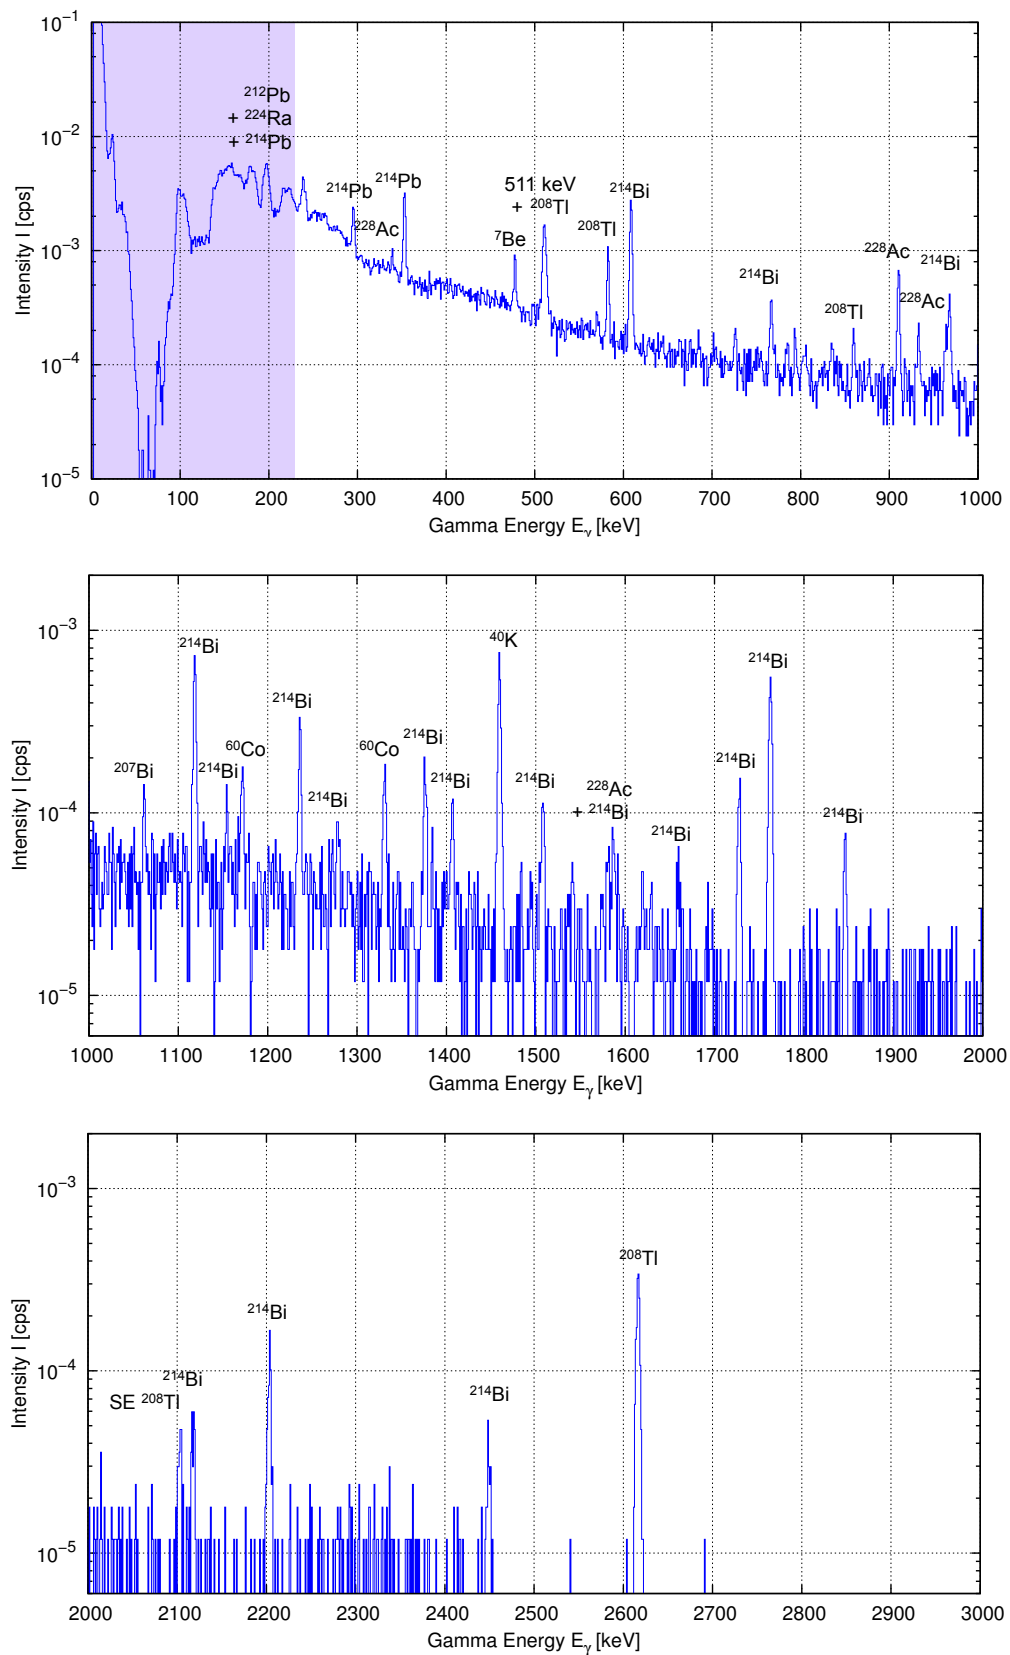 10⁻¹
²¹²Pb
+ ²²⁴Ra
+ ²¹⁴Pb
10⁻²
²¹⁴Pb ²¹⁴Pb 511 keV ²¹⁴Bi
+ ²⁰⁸Tl
²²⁸Ac ⁷Be ²⁰⁸Tl
10⁻³
²²⁸Ac ²¹⁴Bi
²¹⁴Bi
²⁰⁸Tl ²²⁸Ac
10⁻⁴
10⁻⁵
Intensity I [cps]
0 100 200 300 400 500 600 700 800 900 1000
Gamma Energy Eγ [keV]
10⁻³
²¹⁴Bi ⁴⁰K ²¹⁴Bi
²¹⁴Bi
²⁰⁷Bi ²¹⁴Bi ⁶⁰Co ⁶⁰Co ²¹⁴Bi
²¹⁴Bi ²¹⁴Bi ²¹⁴Bi ²²⁸Ac ²¹⁴Bi
+ ²¹⁴Bi
²¹⁴Bi ²¹⁴Bi
10⁻⁴
10⁻⁵
Intensity I [cps]
1000 1100 1200 1300 1400 1500 1600 1700 1800 1900 2000
Gamma Energy Eγ [keV]
10⁻³
²⁰⁸Tl
²¹⁴Bi
10⁻⁴
²¹⁴Bi
SE ²⁰⁸Tl ²¹⁴Bi
10⁻⁵
Intensity I [cps]
2000 2100 2200 2300 2400 2500 2600 2700 2800 2900 3000
Gamma Energy Eγ [keV]